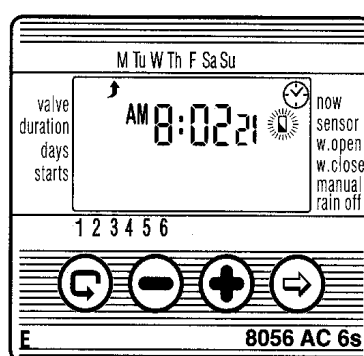 M Tu W Th F Sa Su
valve
duration
days
starts
AM 8:02 21
now
sensor
w.open
w.close
manual
rain off
1 2 3 4 5 6
E
8056 AC 6s